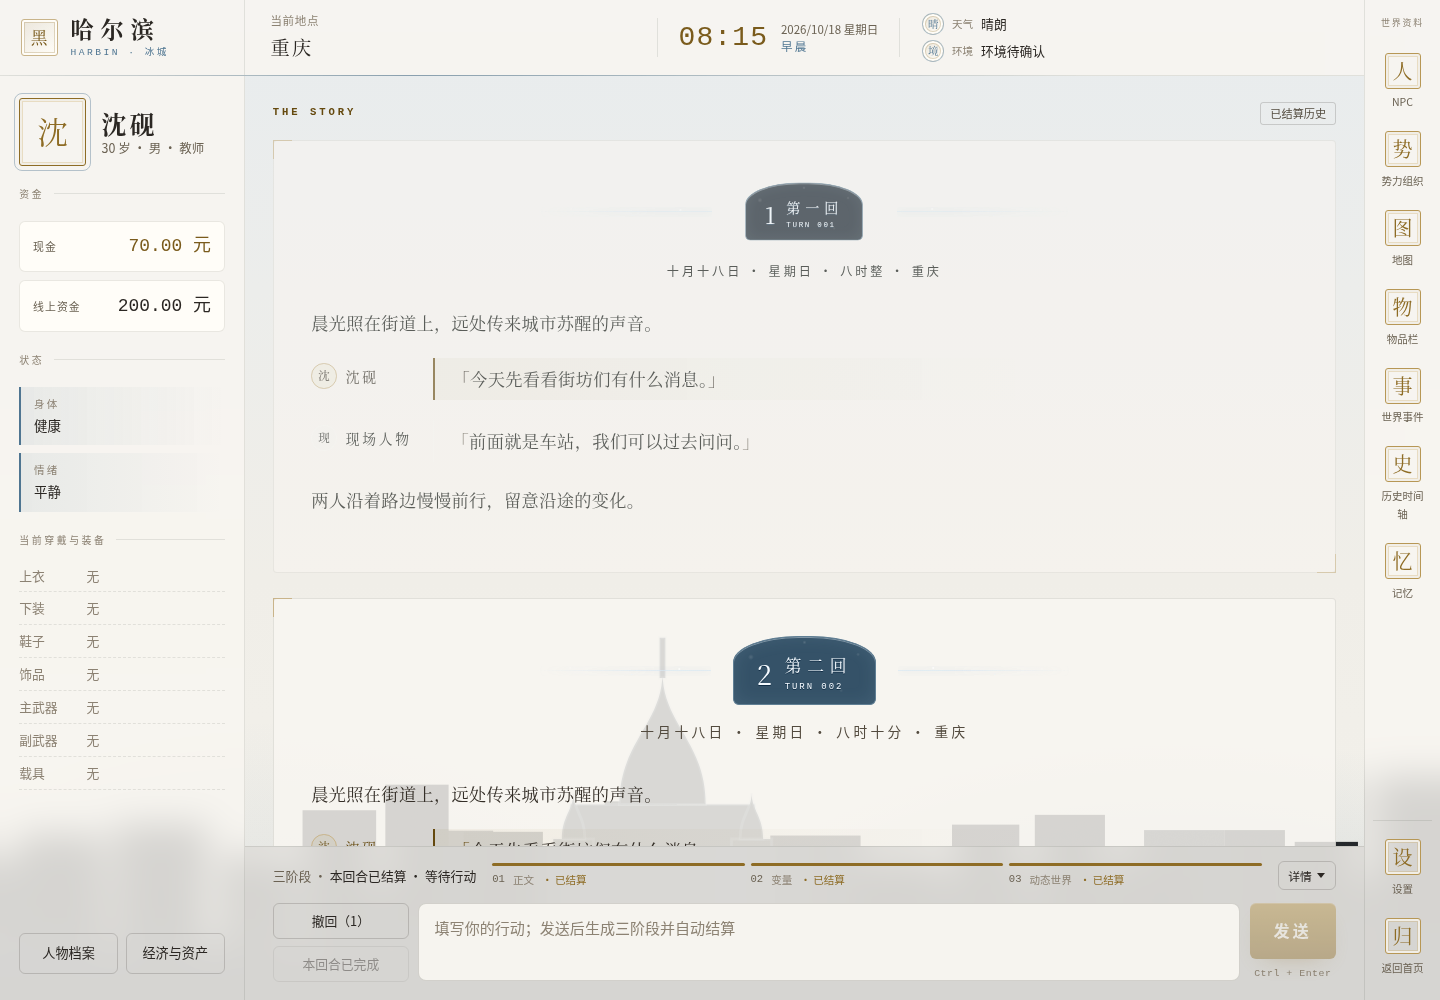 黑
哈尔滨
HARBIN · 冰城
当前地点
重庆
08:15
2026/10/18 星期日
早晨
晴 天气 晴朗
境 环境 环境待确认
沈
沈砚
30 岁 · 男 · 教师
资金
现金 70.00 元
线上资金 200.00 元
状态
身体
健康
情绪
平静
当前穿戴与装备
上衣 无
下装 无
鞋子 无
饰品 无
主武器 无
副武器 无
载具 无
人物档案
经济与资产
THE STORY
已结算历史
1 第一回
TURN 001
十月十八日 · 星期日 · 八时整 · 重庆
晨光照在街道上，远处传来城市苏醒的声音。
沈 沈砚 「今天先看看街坊们有什么消息。」
现 现场人物 「前面就是车站，我们可以过去问问。」
两人沿着路边慢慢前行，留意沿途的变化。
2 第二回
TURN 002
十月十八日 · 星期日 · 八时十分 · 重庆
晨光照在街道上，远处传来城市苏醒的声音。
沈 沈砚 「今天先看看街坊们有什么消息。」
三阶段 · 本回合已结算 · 等待行动
01 正文 · 已结算
02 变量 · 已结算
03 动态世界 · 已结算
详情
撤回（1）
本回合已完成
填写你的行动；发送后生成三阶段并自动结算
发送
Ctrl + Enter
世界资料
人
NPC
势
势力组织
图
地图
物
物品栏
事
世界事件
史
历史时间
轴
忆
记忆
设
设置
归
返回首页